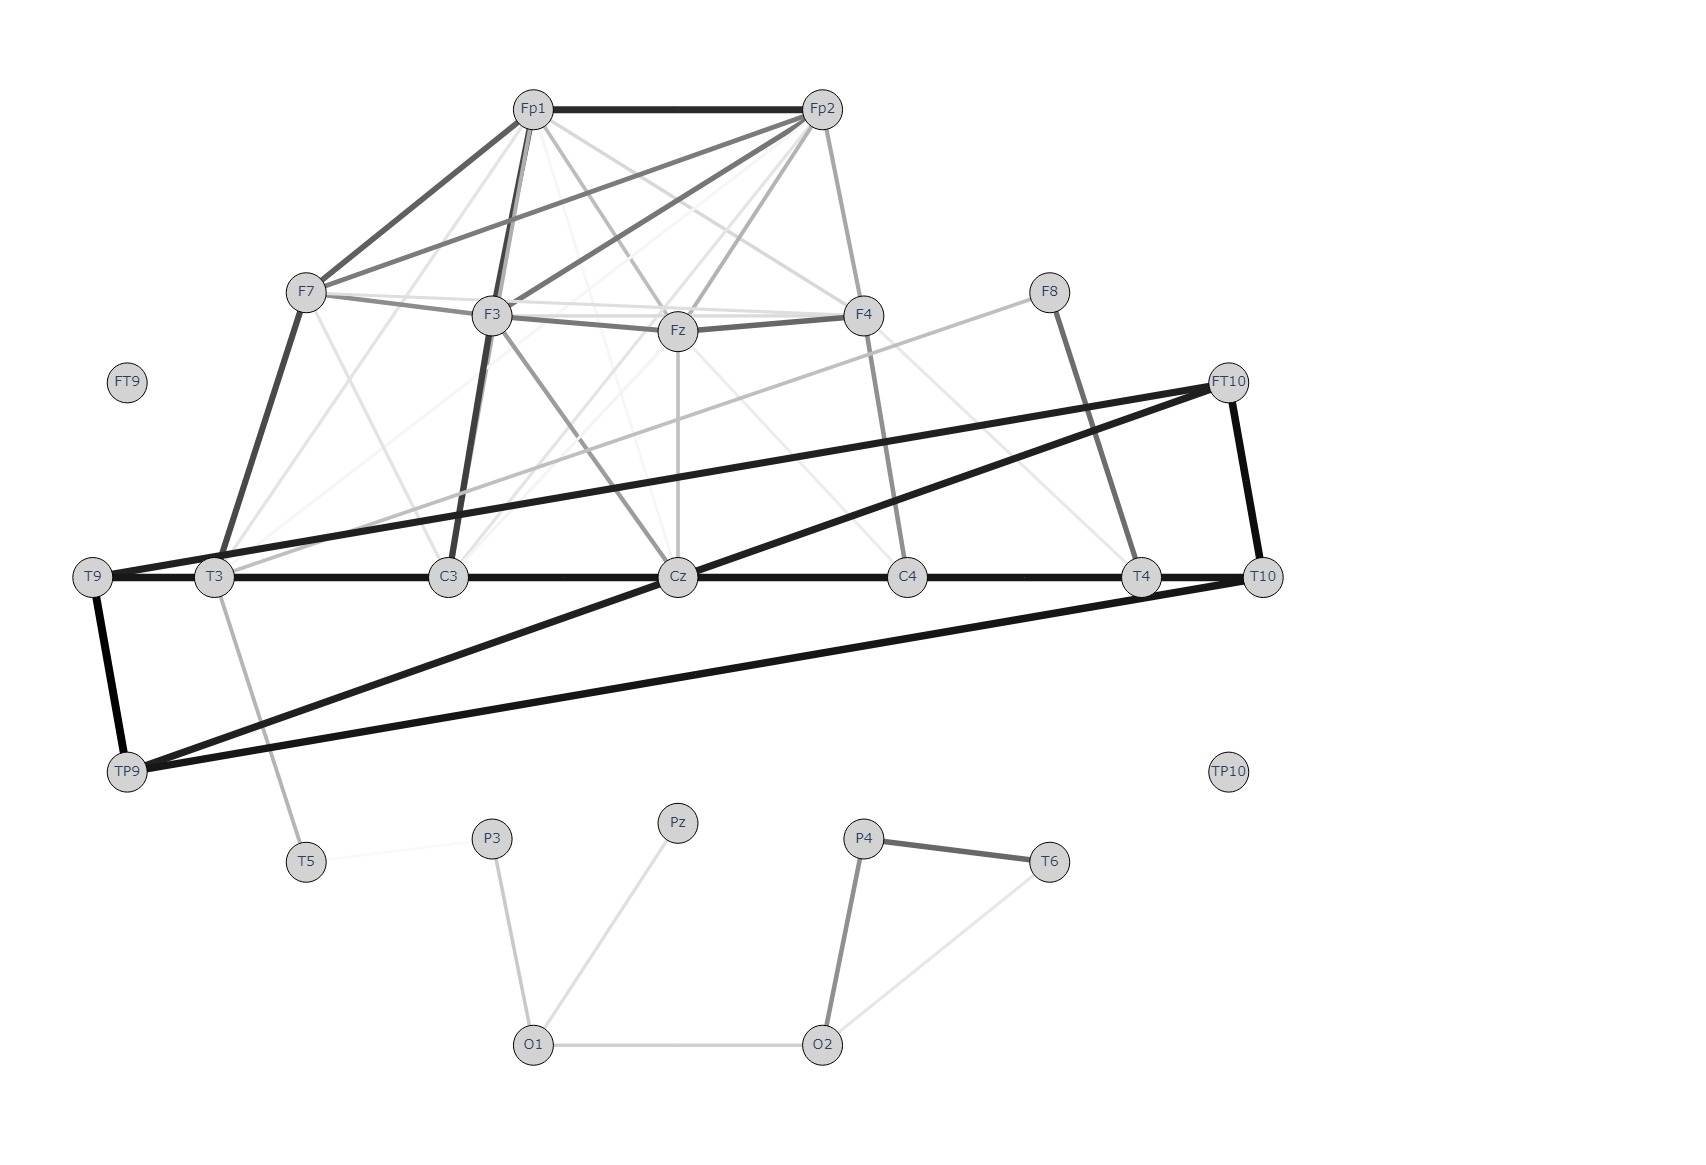 Fp1 Fp2
F7 F3 Fz F4 F8
FT9 FT10
T9 T3 C3 Cz C4 T4 T10
TP9 TP10
T5 P3 Pz P4 T6
O1 O2